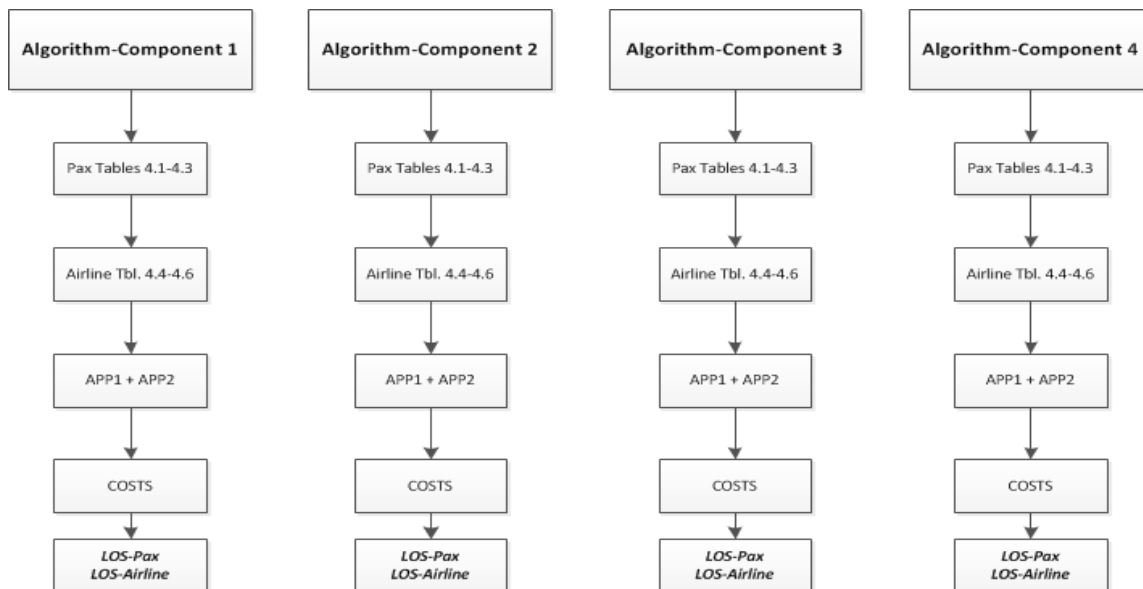 Algorithm-Component 1
Pax Tables 4.1-4.3
Airline Tbl. 4.4-4.6
APP1 + APP2
COSTS
LOS-Pax
LOS-Airline
Algorithm-Component 2
Pax Tables 4.1-4.3
Airline Tbl. 4.4-4.6
APP1 + APP2
COSTS
LOS-Pax
LOS-Airline
Algorithm-Component 3
Pax Tables 4.1-4.3
Airline Tbl. 4.4-4.6
APP1 + APP2
COSTS
LOS-Pax
LOS-Airline
Algorithm-Component 4
Pax Tables 4.1-4.3
Airline Tbl. 4.4-4.6
APP1 + APP2
COSTS
LOS-Pax
LOS-Airline